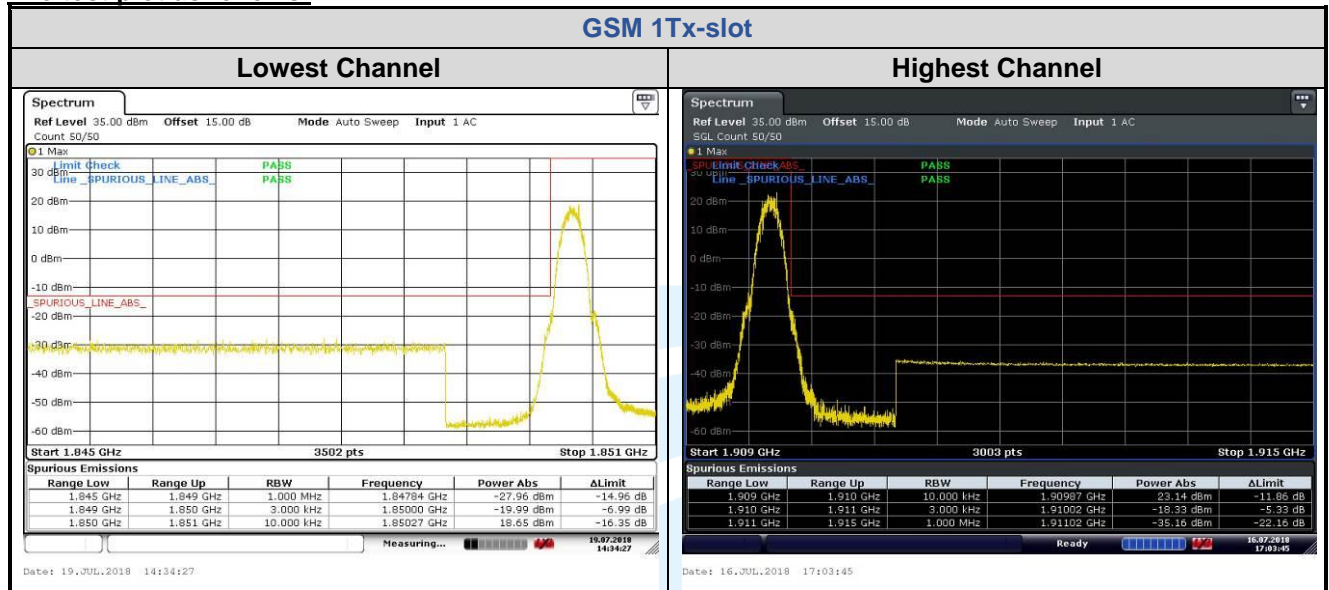 GSM 1Tx-slot
Lowest Channel
Highest Channel
Spectrum
Ref Level 35.00 dBm Offset 15.00 dB Mode Auto Sweep Input 1 AC
Count 50/50
1 Max
Limit Check PASS
30 dBm
Line _SPURIOUS_LINE_ABS_ PASS
20 dBm
10 dBm
0 dBm
-10 dBm
_SPURIOUS_LINE_ABS_
-20 dBm
-30 dBm
-40 dBm
-50 dBm
-60 dBm
Start 1.845 GHz 3502 pts Stop 1.851 GHz
Spurious Emissions
Range Low Range Up RBW Frequency Power Abs ΔLimit
1.845 GHz 1.849 GHz 1.000 MHz 1.84784 GHz -27.96 dBm -14.96 dB
1.849 GHz 1.850 GHz 3.000 kHz 1.85000 GHz -19.99 dBm -6.99 dB
1.850 GHz 1.851 GHz 10.000 kHz 1.85027 GHz 18.65 dBm -16.35 dB
Measuring... 19.07.2018
14:34:27
Date: 19.JUL.2018 14:34:27
Spectrum
Ref Level 35.00 dBm Offset 15.00 dB Mode Auto Sweep Input 1 AC
SGL Count 50/50
1 Max
Limit Check PASS
30 dBm
Line _SPURIOUS_LINE_ABS_ PASS
20 dBm
10 dBm
0 dBm
-10 dBm
-20 dBm
-30 dBm
-40 dBm
-60 dBm
Start 1.909 GHz 3003 pts Stop 1.915 GHz
Spurious Emissions
Range Low Range Up RBW Frequency Power Abs ΔLimit
1.909 GHz 1.910 GHz 10.000 kHz 1.90987 GHz 23.14 dBm -11.86 dB
1.910 GHz 1.911 GHz 3.000 kHz 1.91002 GHz -18.33 dBm -5.33 dB
1.911 GHz 1.915 GHz 1.000 MHz 1.91102 GHz -35.16 dBm -22.16 dB
Ready 16.07.2018
17:03:45
Date: 16.JUL.2018 17:03:45